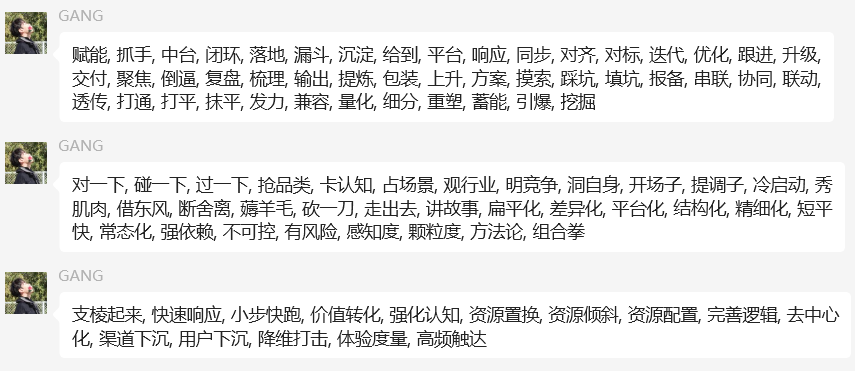 GANG
赋能, 抓手, 中台, 闭环, 落地, 漏斗, 沉淀, 给到, 平台, 响应, 同步, 对齐, 对标, 迭代, 优化, 跟进, 升级,
交付, 聚焦, 倒逼, 复盘, 梳理, 输出, 提炼, 包装, 上升, 方案, 摸索, 踩坑, 填坑, 报备, 串联, 协同, 联动,
透传, 打通, 打平, 抹平, 发力, 兼容, 量化, 细分, 重塑, 蓄能, 引爆, 挖掘
GANG
对一下, 碰一下, 过一下, 抢品类, 卡认知, 占场景, 观行业, 明竞争, 洞自身, 开场子, 提调子, 冷启动, 秀
肌肉, 借东风, 断舍离, 薅羊毛, 砍一刀, 走出去, 讲故事, 扁平化, 差异化, 平台化, 结构化, 精细化, 短平
快, 常态化, 强依赖, 不可控, 有风险, 感知度, 颗粒度, 方法论, 组合拳
GANG
支棱起来, 快速响应, 小步快跑, 价值转化, 强化认知, 资源置换, 资源倾斜, 资源配置, 完善逻辑, 去中心
化, 渠道下沉, 用户下沉, 降维打击, 体验度量, 高频触达